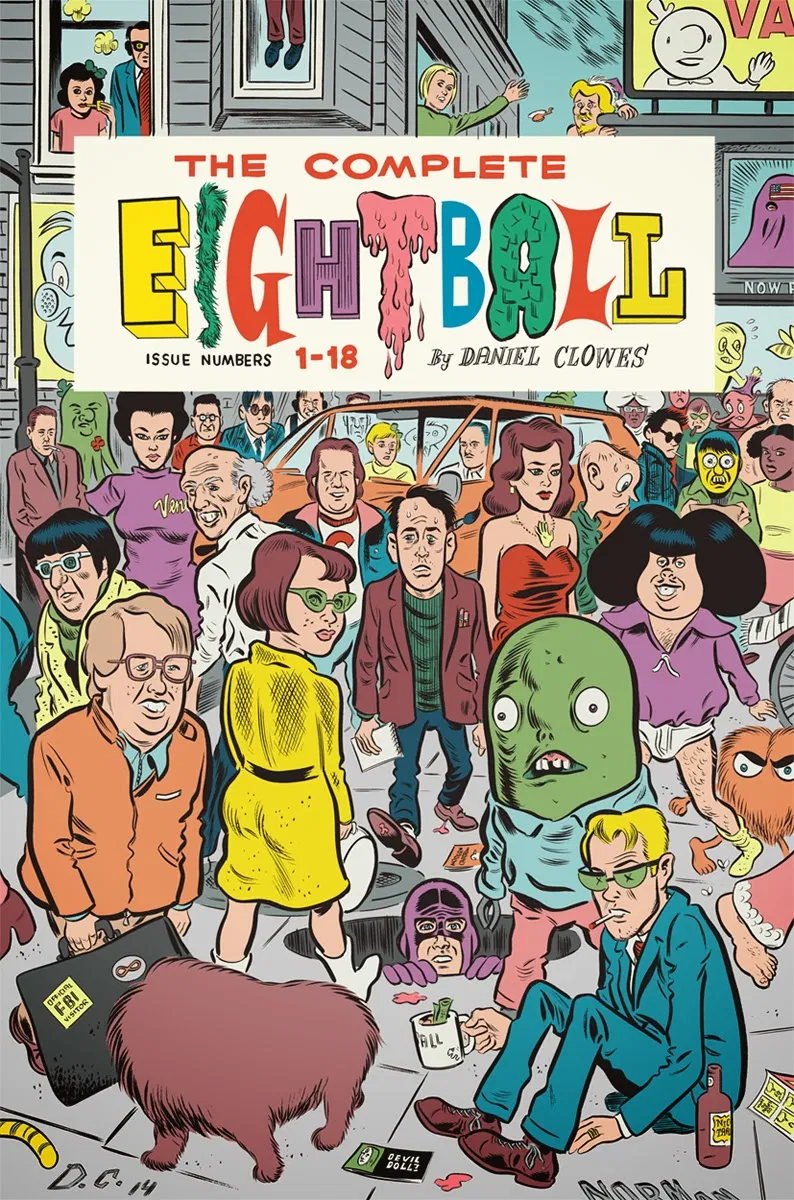 VA
THE COMPLETE
EIGHTBALL
ISSUE NUMBERS 1-18 By DANIEL CLOWES
NOW
OFFICIAL
FBI
VISITOR
DEVIL
DOLL?
D.C. 14